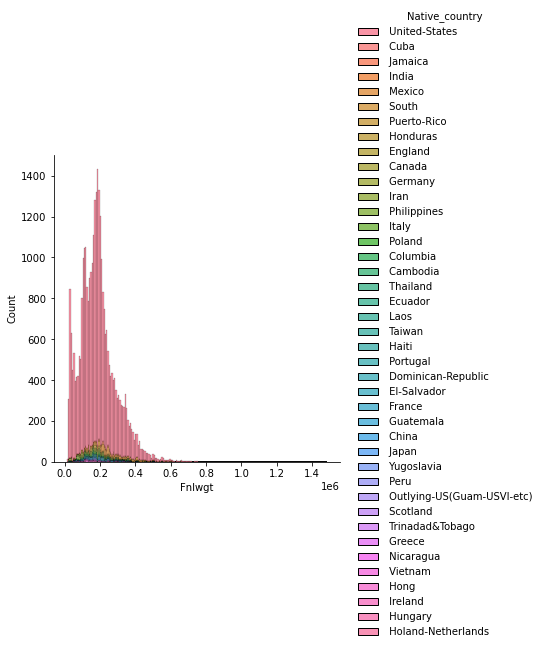 Native_country
United-States
Cuba
Jamaica
India
Mexico
South
Puerto-Rico
Honduras
England
Canada
Germany
Iran
Philippines
Italy
Poland
Columbia
Cambodia
Thailand
Ecuador
Laos
Taiwan
Haiti
Portugal
Dominican-Republic
El-Salvador
France
Guatemala
China
Japan
Yugoslavia
Peru
Outlying-US(Guam-USVI-etc)
Scotland
Trinadad&Tobago
Greece
Nicaragua
Vietnam
Hong
Ireland
Hungary
Holand-Netherlands
1400
1200
1000
800
600
400
200
0
Count
0.0 0.2 0.4 0.6 0.8 1.0 1.2 1.4
1e6
Fnlwgt